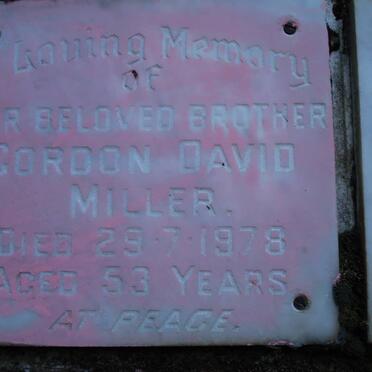 Loving Memory
OF
R BELOVED BROTHER
GORDON DAVID
MILLER.
DIED 29·7·1978
AGED 53 YEARS
AT PEACE.